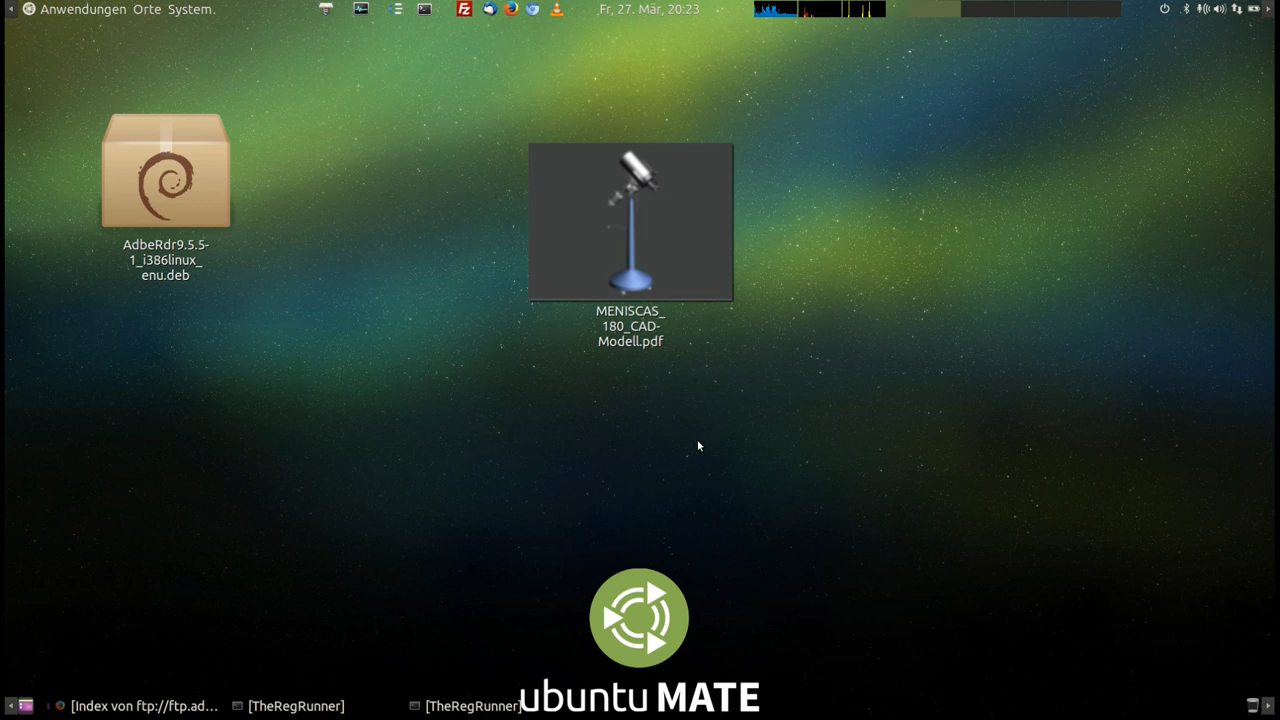 Anwendungen Orte System.
Fr, 27. Mär, 20:23
AdbeRdr9.5.5-
1_i386linux_
enu.deb
MENISCAS_
180_CAD-
Modell.pdf
ubuntu MATE
[Index von ftp://ftp.ad...
[TheRegRunner]
[TheRegRunner]